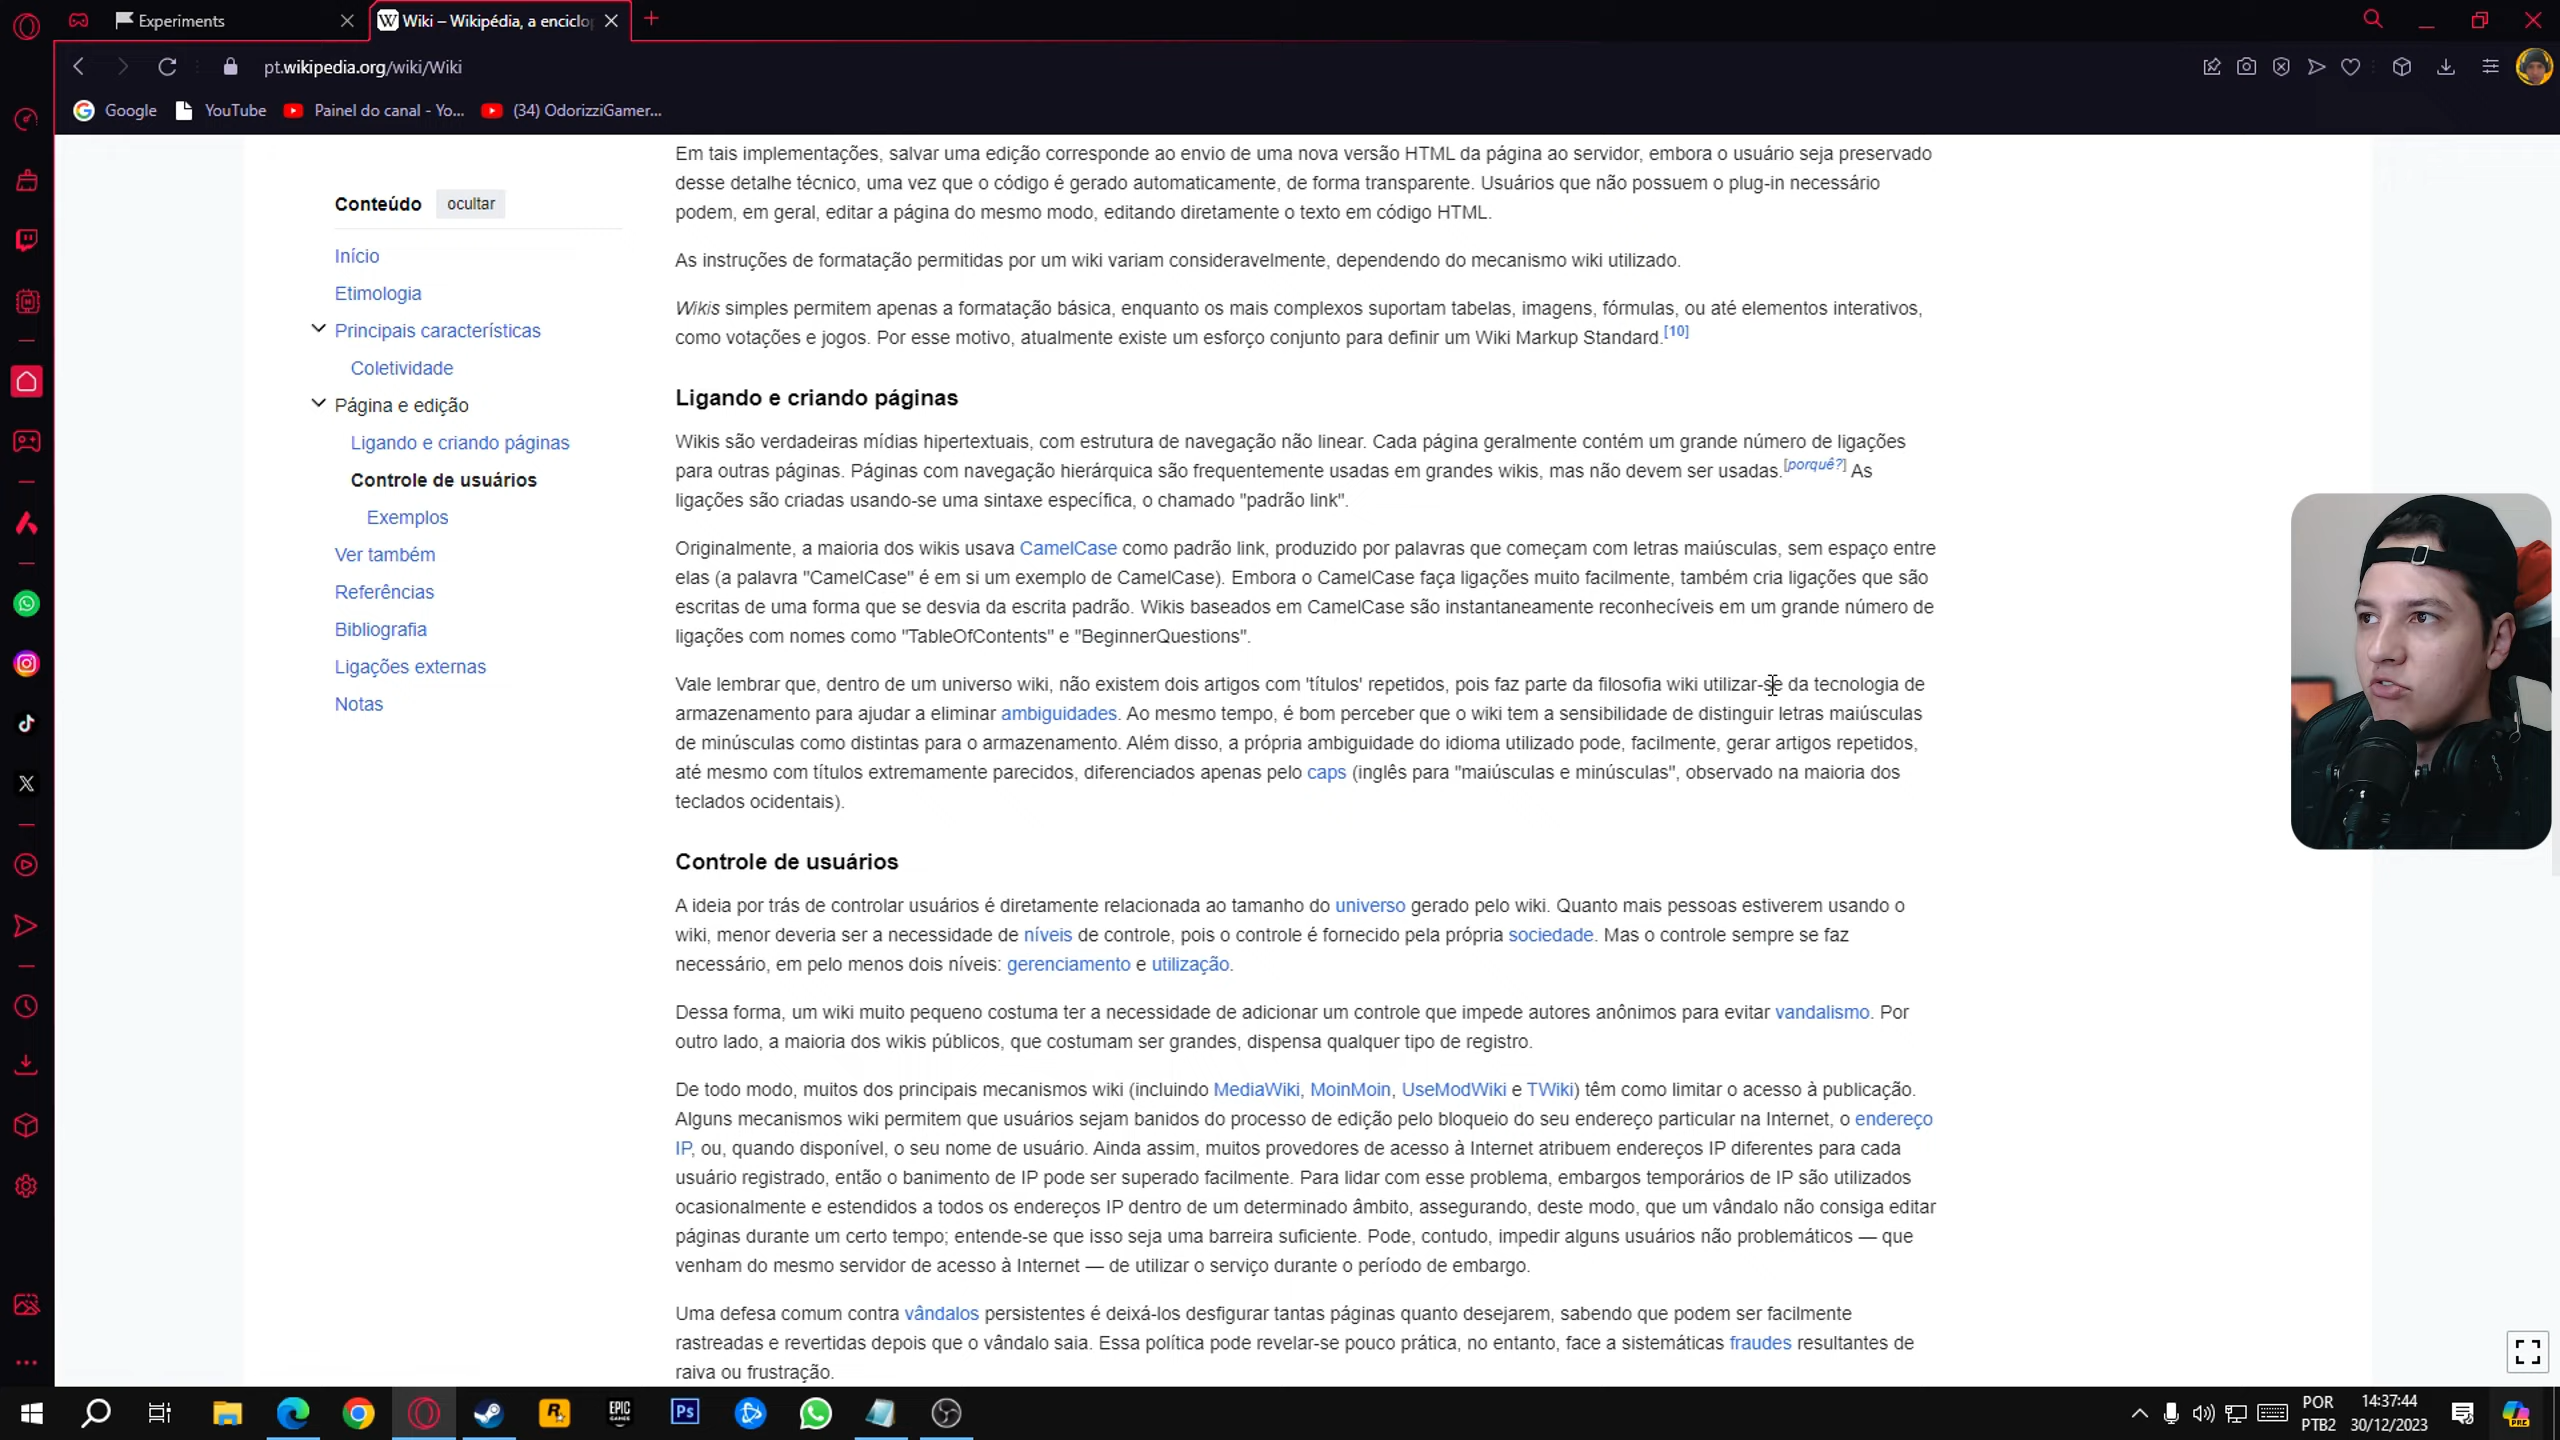 Experiments
Wiki – Wikipédia, a enciclo
pt.wikipedia.org/wiki/Wiki
Google
YouTube
Painel do canal - Yo...
(34) OdorizziGamer...
Conteúdo
ocultar
Início
Etimologia
Principais características
Coletividade
Página e edição
Ligando e criando páginas
Controle de usuários
Exemplos
Ver também
Referências
Bibliografia
Ligações externas
Notas
Em tais implementações, salvar uma edição corresponde ao envio de uma nova versão HTML da página ao servidor, embora o usuário seja preservado
desse detalhe técnico, uma vez que o código é gerado automaticamente, de forma transparente. Usuários que não possuem o plug-in necessário
podem, em geral, editar a página do mesmo modo, editando diretamente o texto em código HTML.
As instruções de formatação permitidas por um wiki variam consideravelmente, dependendo do mecanismo wiki utilizado.
Wikis simples permitem apenas a formatação básica, enquanto os mais complexos suportam tabelas, imagens, fórmulas, ou até elementos interativos,
como votações e jogos. Por esse motivo, atualmente existe um esforço conjunto para definir um Wiki Markup Standard.[10]
Ligando e criando páginas
Wikis são verdadeiras mídias hipertextuais, com estrutura de navegação não linear. Cada página geralmente contém um grande número de ligações
para outras páginas. Páginas com navegação hierárquica são frequentemente usadas em grandes wikis, mas não devem ser usadas.[porquê?] As
ligações são criadas usando-se uma sintaxe específica, o chamado "padrão link".
Originalmente, a maioria dos wikis usava CamelCase como padrão link, produzido por palavras que começam com letras maiúsculas, sem espaço entre
elas (a palavra "CamelCase" é em si um exemplo de CamelCase). Embora o CamelCase faça ligações muito facilmente, também cria ligações que são
escritas de uma forma que se desvia da escrita padrão. Wikis baseados em CamelCase são instantaneamente reconhecíveis em um grande número de
ligações com nomes como "TableOfContents" e "BeginnerQuestions".
Vale lembrar que, dentro de um universo wiki, não existem dois artigos com 'títulos' repetidos, pois faz parte da filosofia wiki utilizar-se da tecnologia de
armazenamento para ajudar a eliminar ambiguidades. Ao mesmo tempo, é bom perceber que o wiki tem a sensibilidade de distinguir letras maiúsculas
de minúsculas como distintas para o armazenamento. Além disso, a própria ambiguidade do idioma utilizado pode, facilmente, gerar artigos repetidos,
até mesmo com títulos extremamente parecidos, diferenciados apenas pelo caps (inglês para "maiúsculas e minúsculas", observado na maioria dos
teclados ocidentais).
Controle de usuários
A ideia por trás de controlar usuários é diretamente relacionada ao tamanho do universo gerado pelo wiki. Quanto mais pessoas estiverem usando o
wiki, menor deveria ser a necessidade de níveis de controle, pois o controle é fornecido pela própria sociedade. Mas o controle sempre se faz
necessário, em pelo menos dois níveis: gerenciamento e utilização.
Dessa forma, um wiki muito pequeno costuma ter a necessidade de adicionar um controle que impede autores anônimos para evitar vandalismo. Por
outro lado, a maioria dos wikis públicos, que costumam ser grandes, dispensa qualquer tipo de registro.
De todo modo, muitos dos principais mecanismos wiki (incluindo MediaWiki, MoinMoin, UseModWiki e TWiki) têm como limitar o acesso à publicação.
Alguns mecanismos wiki permitem que usuários sejam banidos do processo de edição pelo bloqueio do seu endereço particular na Internet, o endereço
IP, ou, quando disponível, o seu nome de usuário. Ainda assim, muitos provedores de acesso à Internet atribuem endereços IP diferentes para cada
usuário registrado, então o banimento de IP pode ser superado facilmente. Para lidar com esse problema, embargos temporários de IP são utilizados
ocasionalmente e estendidos a todos os endereços IP dentro de um determinado âmbito, assegurando, deste modo, que um vândalo não consiga editar
páginas durante um certo tempo; entende-se que isso seja uma barreira suficiente. Pode, contudo, impedir alguns usuários não problemáticos — que
venham do mesmo servidor de acesso à Internet — de utilizar o serviço durante o período de embargo.
Uma defesa comum contra vândalos persistentes é deixá-los desfigurar tantas páginas quanto desejarem, sabendo que podem ser facilmente
rastreadas e revertidas depois que o vândalo saia. Essa política pode revelar-se pouco prática, no entanto, face a sistemáticas fraudes resultantes de
raiva ou frustração.
EPIC
GAMES
Ps
POR
PTB2
14:37:44
30/12/2023
PRE